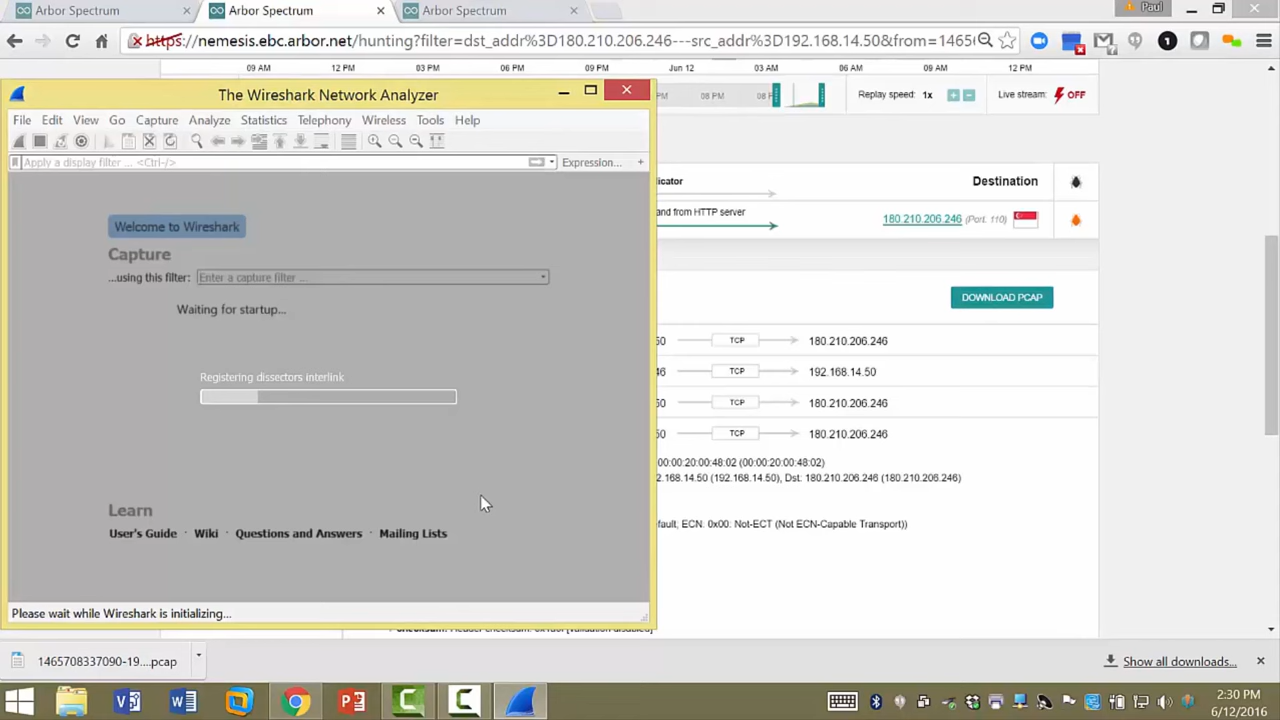 Arbor Spectrum
Arbor Spectrum
Arbor Spectrum
Paul
https://nemesis.ebc.arbor.net/hunting?filter=dst_addr%3D180.210.206.246---src_addr%3D192.168.14.50&from=1465
09 AM 12 PM 03 PM 06 PM 09 PM Jun 12 03 AM 06 AM 09 AM 12 PM
The Wireshark Network Analyzer
08 PM
Replay speed: 1x
Live stream: OFF
File Edit View Go Capture Analyze Statistics Telephony Wireless Tools Help
Apply a display filter ... <Ctrl-/>
Expression... +
icator
Destination
and from HTTP server
180.210.206.246 (Port. 110)
Welcome to Wireshark
Capture
...using this filter: Enter a capture filter ...
Waiting for startup...
DOWNLOAD PCAP
50 TCP 180.210.206.246
46 TCP 192.168.14.50
50 TCP 180.210.206.246
50 TCP 180.210.206.246
Registering dissectors interlink
00:00:20:00:48:02 (00:00:20:00:48:02)
2.168.14.50 (192.168.14.50), Dst: 180.210.206.246 (180.210.206.246)
efault, ECN. 0x00: Not-ECT (Not ECN-Capable Transport))
Learn
User's Guide · Wiki · Questions and Answers · Mailing Lists
Please wait while Wireshark is initializing...
1465708337090-19....pcap
Show all downloads...
2:30 PM
6/12/2016